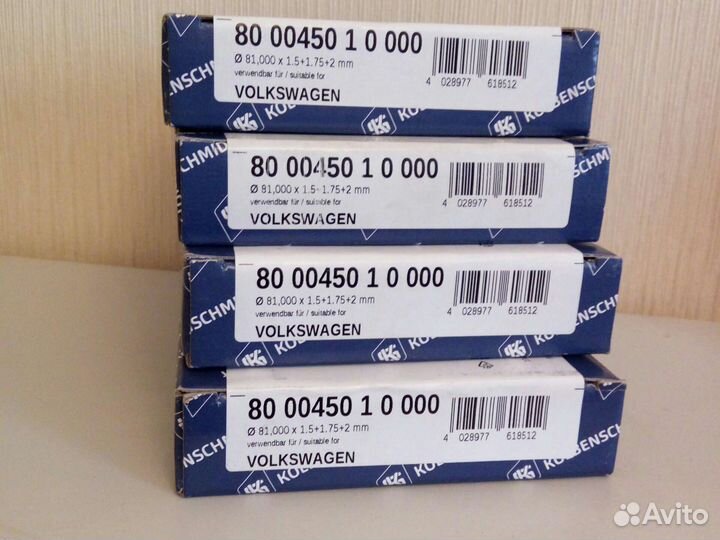 80 00450 1 0 000
Ø 81,000 x 1.5+1.75+2 mm
verwendbar für / suitable for
VOLKSWAGEN
4 028977 618512
KOLBENSCHMID
80 00450 1 0 000
Ø 81,000 x 1.5+1.75+2 mm
verwendbar für / suitable for
VOLKSWAGEN
4 028977 618512
80 00450 1 0 000
Ø 81,000 x 1.5+1.75+2 mm
verwendbar für / suitable for
VOLKSWAGEN
4 028977 618512
80 00450 1 0 000
Ø 81,000 x 1.5+1.75+2 mm
verwendbar für / suitable for
VOLKSWAGEN
4 028977 618512
KOLBENSCH
Avito